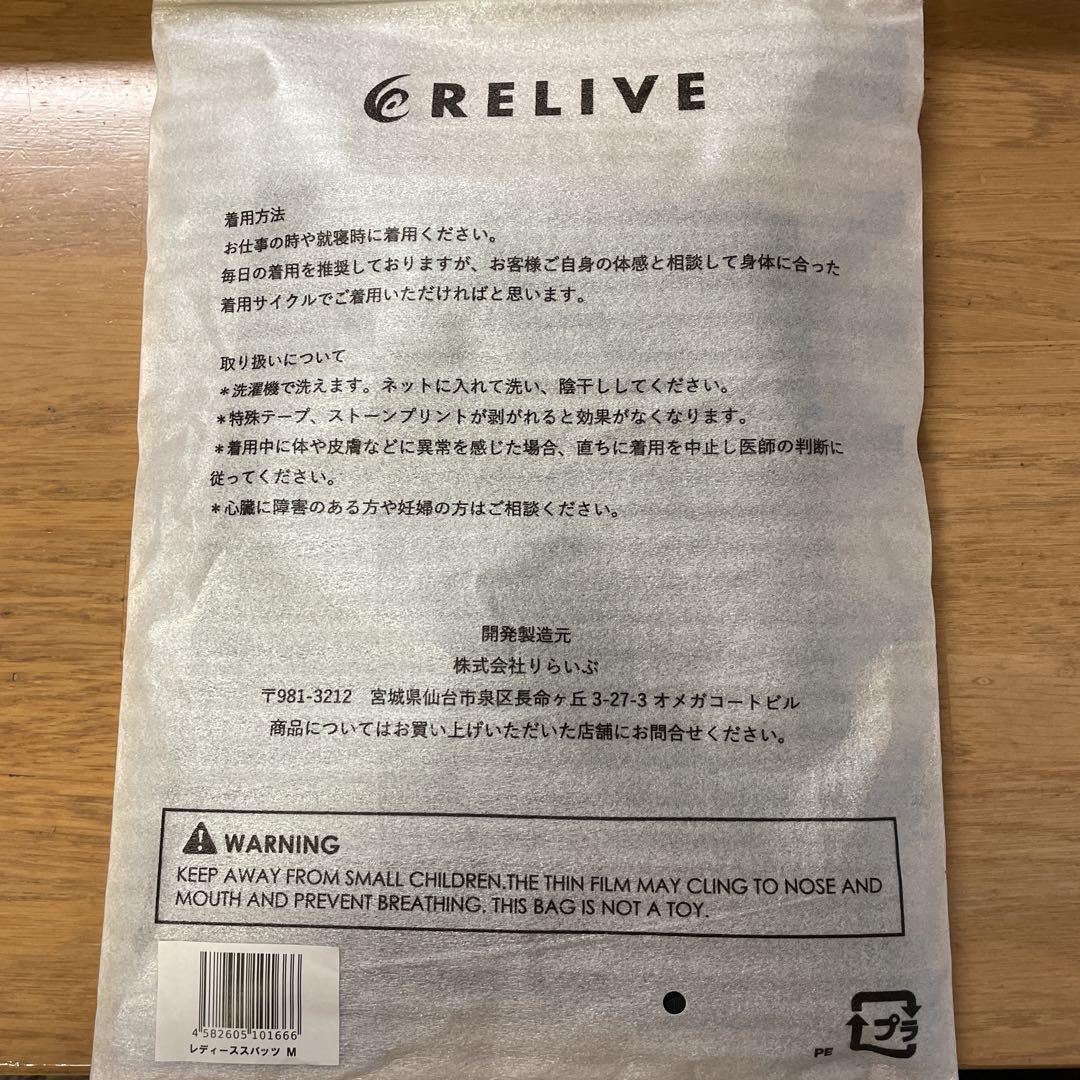 RELIVE
着用方法
お仕事の時や就寝時に着用ください。
毎日の着用を推奨しておりますが、お客様ご自身の体感と相談して身体に合った
着用サイクルでご着用いただければと思います。
取り扱いについて
*洗濯機で洗えます。ネットに入れて洗い、陰干ししてください。
*特殊テープ、ストーンプリントが剥がれると効果がなくなります。
*着用中に体や皮膚などに異常を感じた場合、直ちに着用を中止し医師の判断に
従ってください。
*心臓に障害のある方や妊婦の方はご相談ください。
開発製造元
株式会社りらいぶ
〒981-3212 宮城県仙台市泉区長命ヶ丘 3-27-3 オメガコートビル
商品についてはお買い上げいただいた店舗にお問合せください。
WARNING
KEEP AWAY FROM SMALL CHILDREN.THE THIN FILM MAY CLING TO NOSE AND
MOUTH AND PREVENT BREATHING. THIS BAG IS NOT A TOY.
4582605101666
レディーススパッツ M
プラ
PE